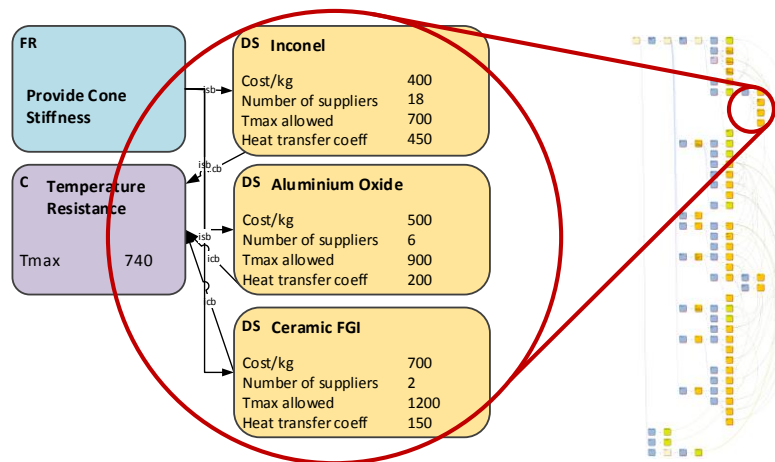 FR
Provide Cone
Stiffness
C Temperature
Resistance
Tmax 740
DS Inconel
Cost/kg 400
Number of suppliers 18
Tmax allowed 700
Heat transfer coeff 450
DS Aluminium Oxide
Cost/kg 500
Number of suppliers 6
Tmax allowed 900
Heat transfer coeff 200
DS Ceramic FGI
Cost/kg 700
Number of suppliers 2
Tmax allowed 1200
Heat transfer coeff 150
isb
isb
icb
isb
icb
icb